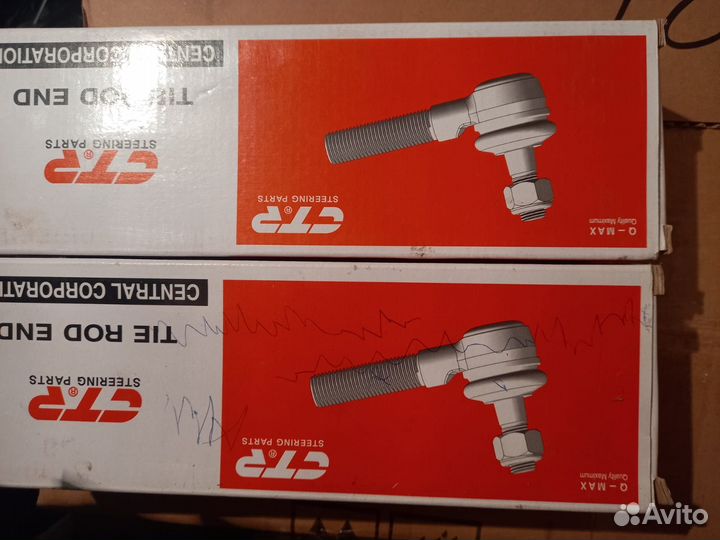 CENTRAL CORPORATION
TIE ROD END
CTR®
STEERING PARTS
CTR®
STEERING PARTS
Q-MAX
Quality Maximum
CENTRAL CORPORATI
TIE ROD END
CTR®
STEERING PARTS
CTR®
STEERING PARTS
Q-MAX
Quality Maximum
Avito